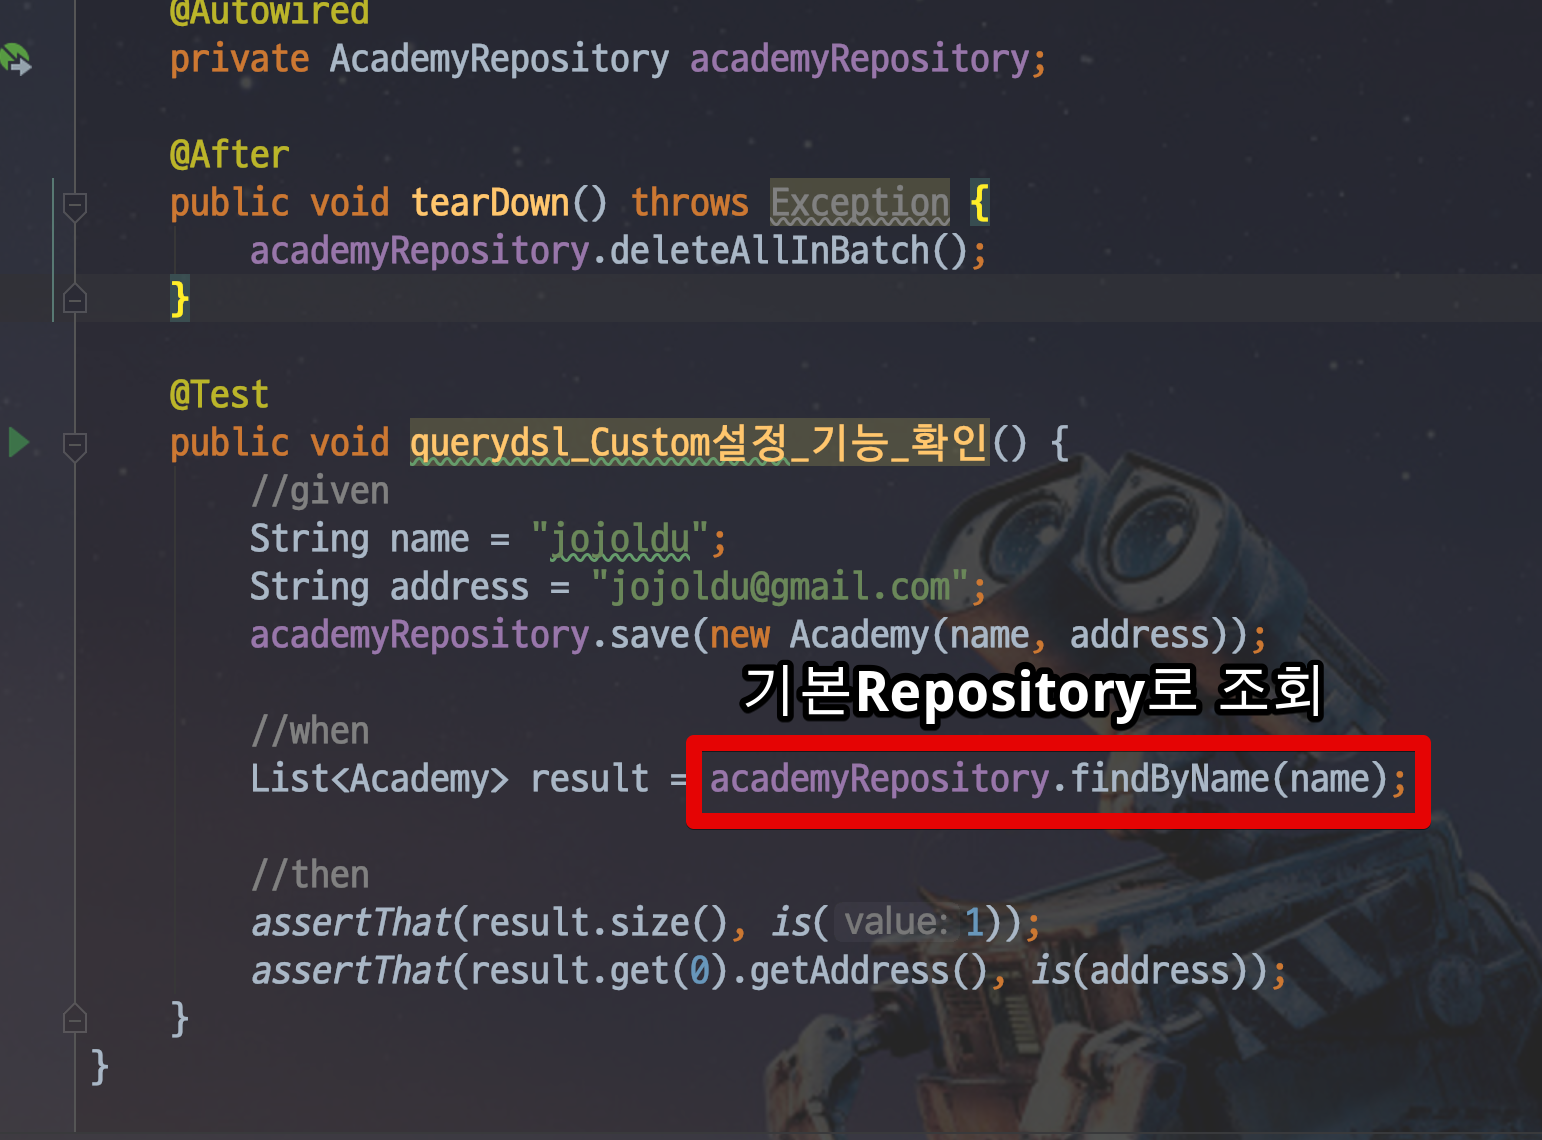 @Autowired
private AcademyRepository academyRepository;
@After
public void tearDown() throws Exception {
academyRepository.deleteAllInBatch();
}
@Test
public void querydsl_Custom설정_기능_확인() {
//given
String name = "jojoldu";
String address = "jojoldu@gmail.com";
academyRepository.save(new Academy(name, address));
기본Repository로 조회
//when
List<Academy> result = academyRepository.findByName(name);
//then
assertThat(result.size(), is( value: 1));
assertThat(result.get(0).getAddress(), is(address));
}
}